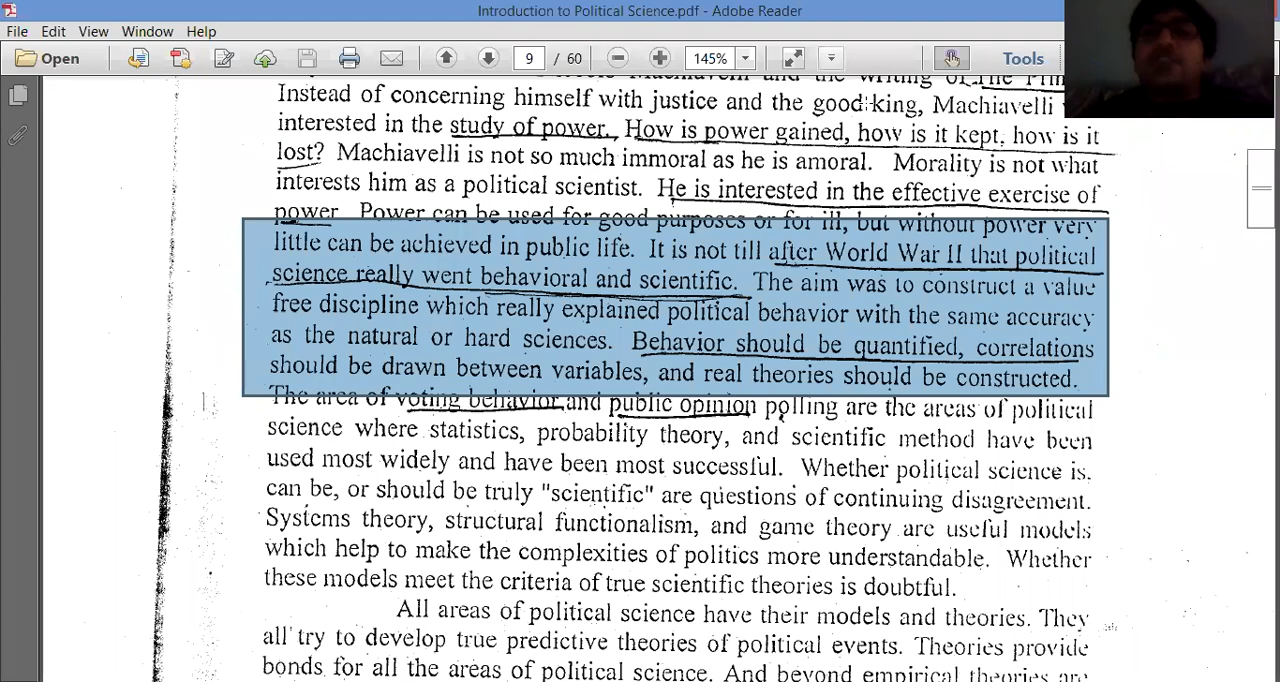 Introduction to Political Science.pdf - Adobe Reader
File Edit View Window Help
Open 9 / 60 145% Tools
Machiavelli and the writing of The
Instead of concerning himself with justice and the good king, Machiavelli
interested in the study of power. How is power gained, how is it kept, how is it
lost? Machiavelli is not so much immoral as he is amoral. Morality is not what
interests him as a political scientist. He is interested in the effective exercise of
power. Power can be used for good purposes or for ill, but without power very
little can be achieved in public life. It is not till after World War II that political
science really went behavioral and scientific. The aim was to construct a value
free discipline which really explained political behavior with the same accuracy
as the natural or hard sciences. Behavior should be quantified, correlations
should be drawn between variables, and real theories should be constructed.
The area of voting behavior and public opinion polling are the areas of political
science where statistics, probability theory, and scientific method have been
used most widely and have been most successful. Whether political science is,
can be, or should be truly "scientific" are questions of continuing disagreement.
Systems theory, structural functionalism, and game theory are useful models
which help to make the complexities of politics more understandable. Whether
these models meet the criteria of true scientific theories is doubtful.
All areas of political science have their models and theories. They
all try to develop true predictive theories of political events. Theories provide
bonds for all the areas of political science. And beyond empirical theories are